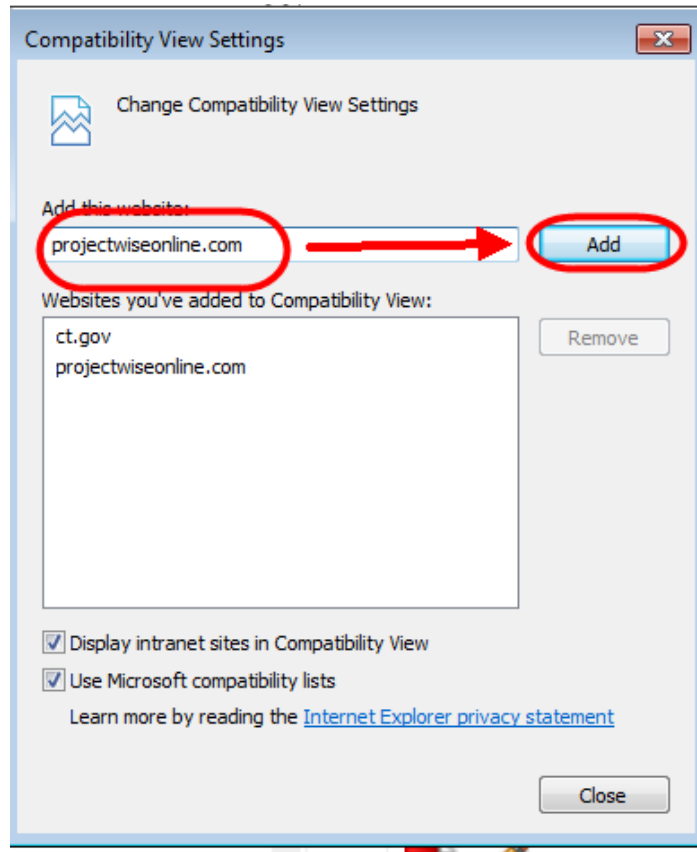 Compatibility View Settings
Change Compatibility View Settings
Add this website:
projectwiseonline.com
Add
Websites you've added to Compatibility View:
ct.gov
projectwiseonline.com
Remove
Display intranet sites in Compatibility View
Use Microsoft compatibility lists
Learn more by reading the Internet Explorer privacy statement
Close